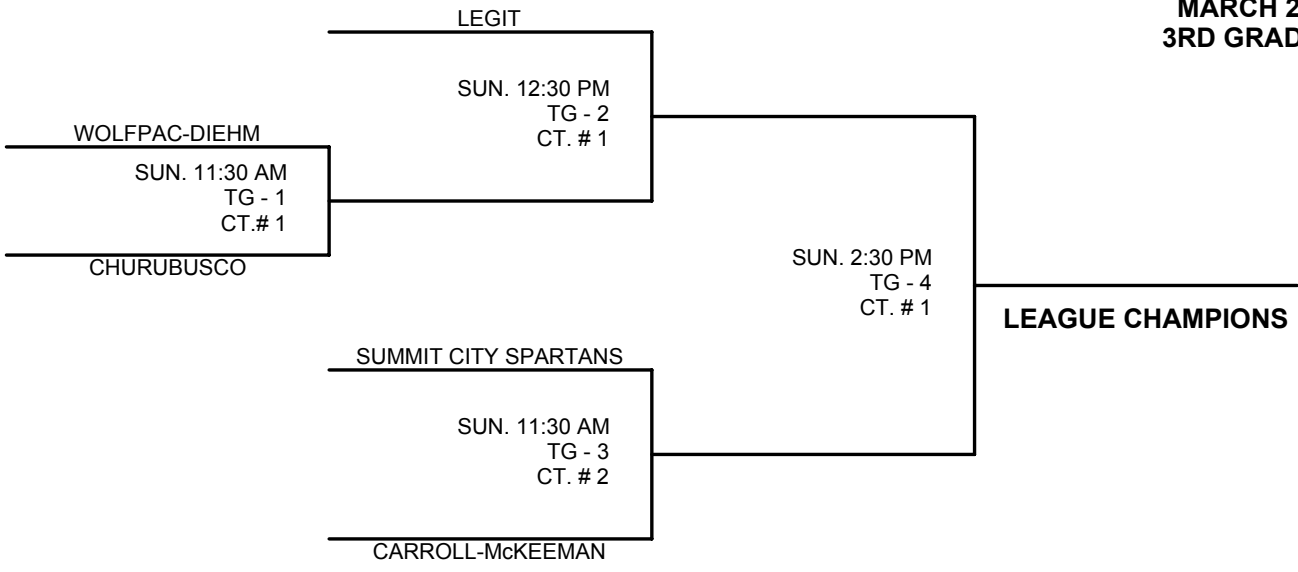 LEGIT
MARCH 2
3RD GRAD
SUN. 12:30 PM
TG - 2
CT. # 1
WOLFPAC-DIEHM
SUN. 11:30 AM
TG - 1
CT.# 1
CHURUBUSCO
SUN. 2:30 PM
TG - 4
CT. # 1
LEAGUE CHAMPIONS
SUMMIT CITY SPARTANS
SUN. 11:30 AM
TG - 3
CT. # 2
CARROLL-McKEEMAN